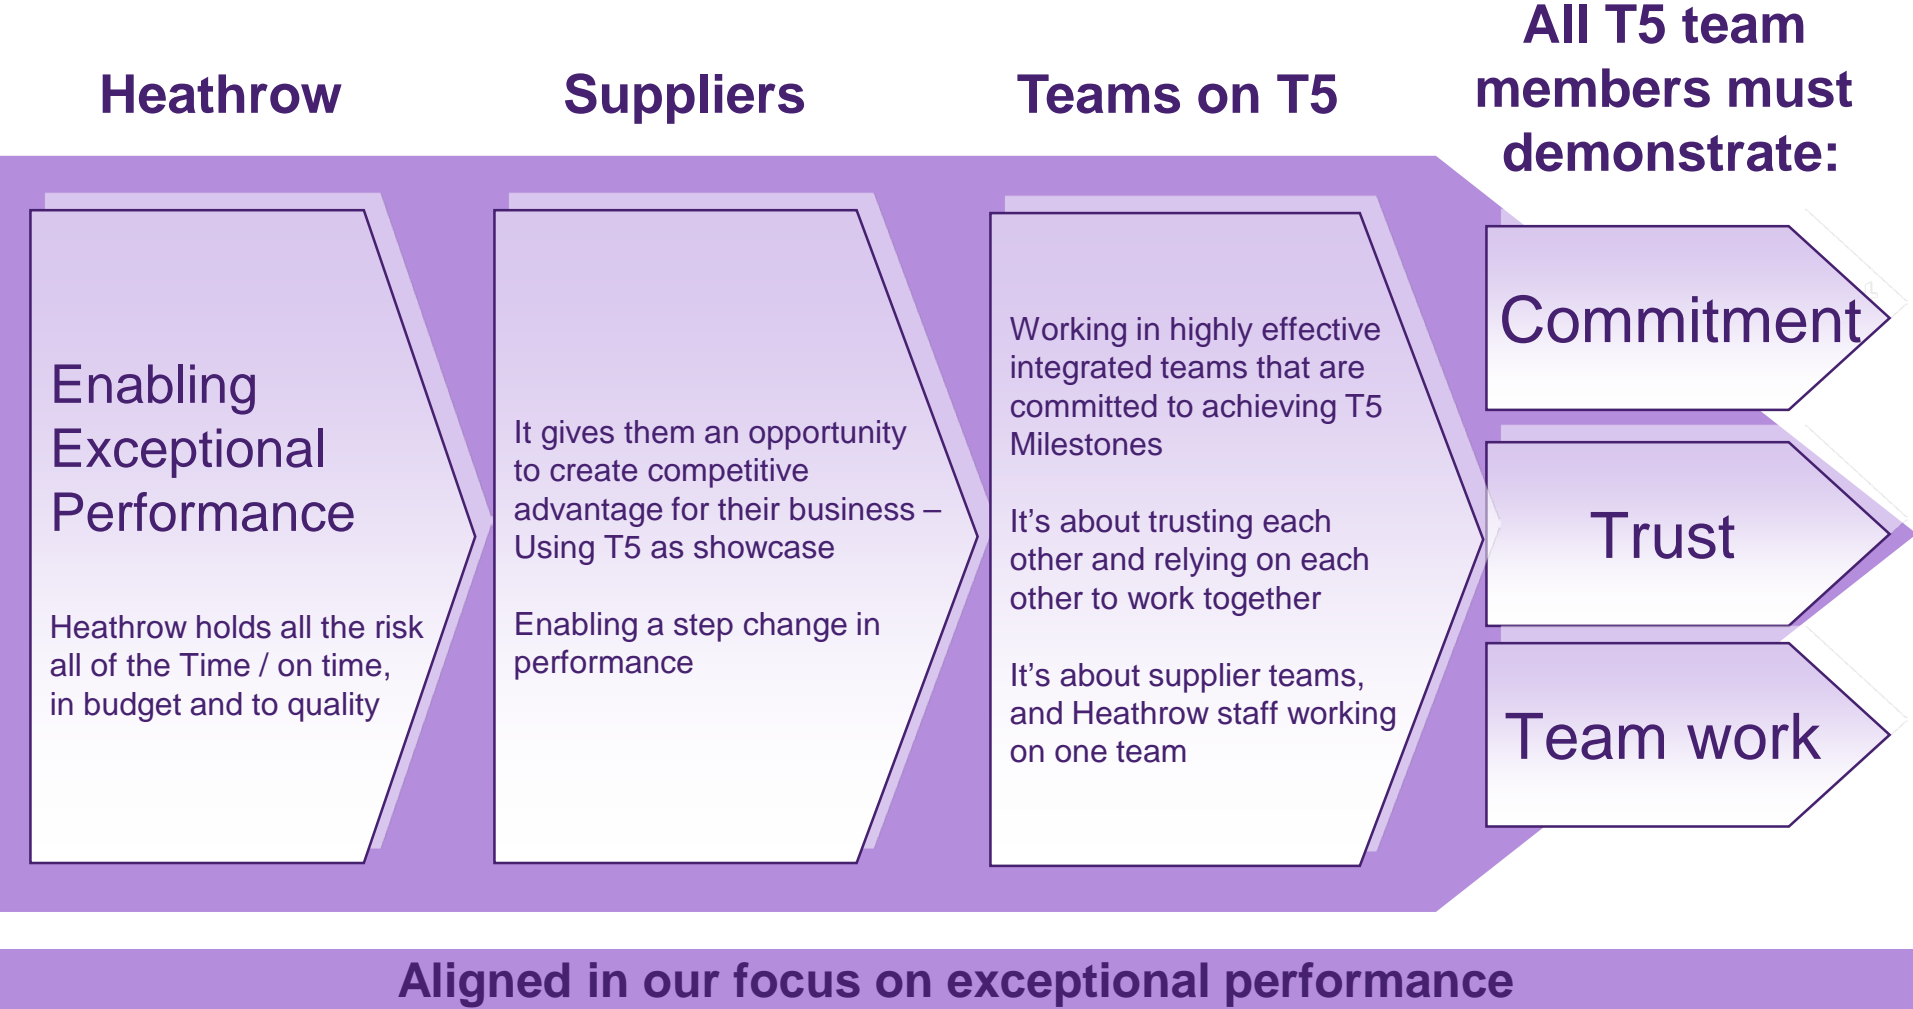 Heathrow
Enabling
Exceptional
Performance
Heathrow holds all the risk
all of the Time / on time,
in budget and to quality
Suppliers
It gives them an opportunity
to create competitive
advantage for their business –
Using T5 as showcase
Enabling a step change in
performance
Teams on T5
Working in highly effective
integrated teams that are
committed to achieving T5
Milestones
It’s about trusting each
other and relying on each
other to work together
It’s about supplier teams,
and Heathrow staff working
on one team
All T5 team
members must
demonstrate:
Commitment
Trust
Team work
Aligned in our focus on exceptional performance